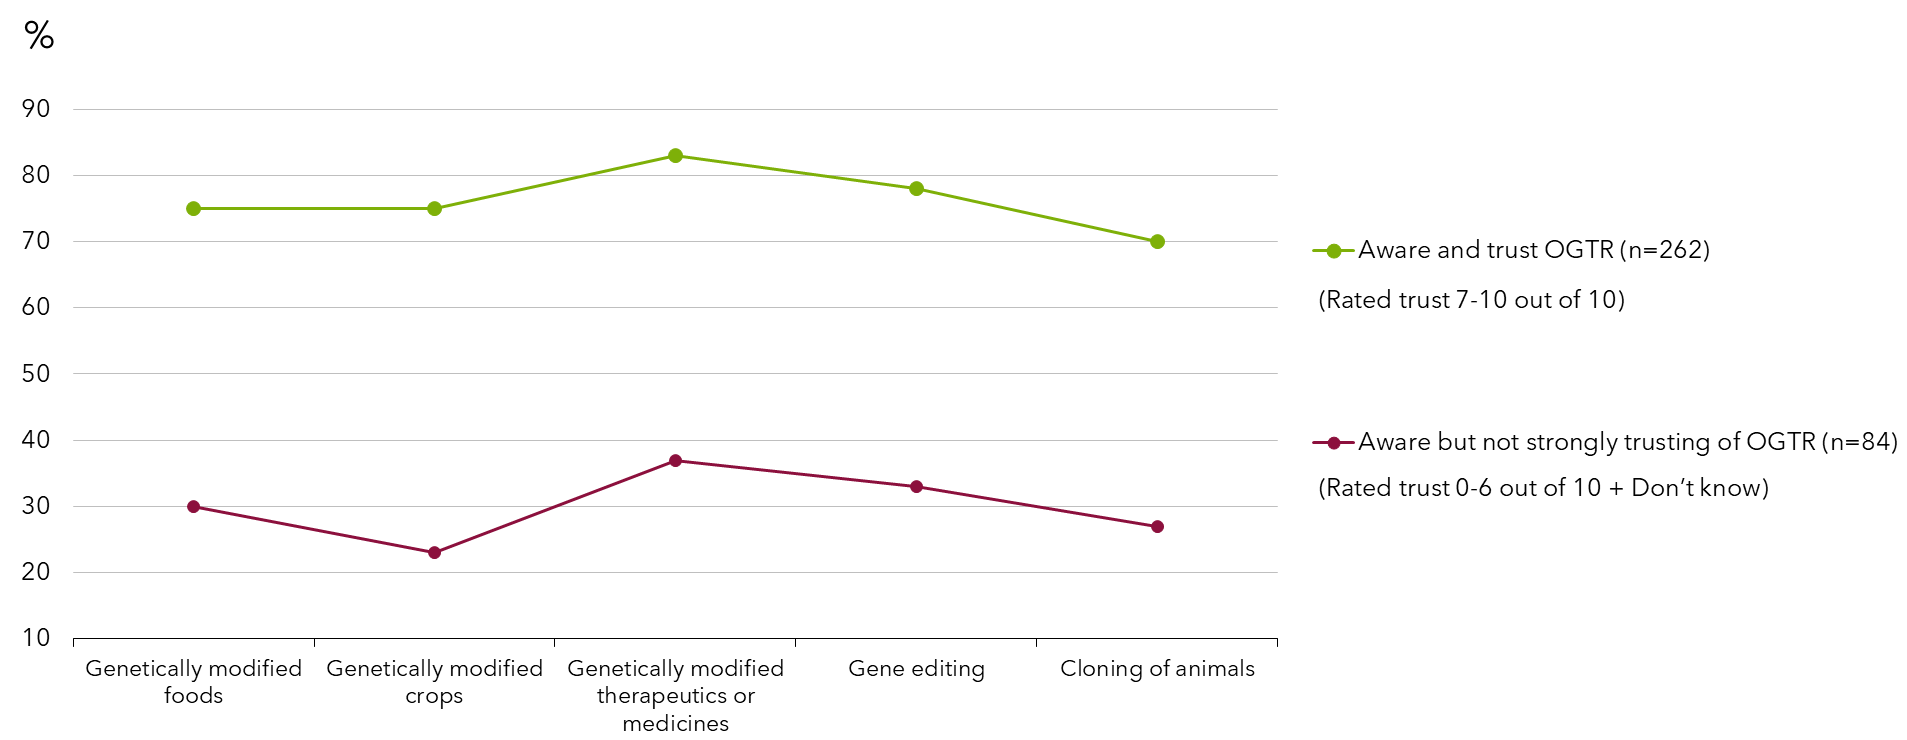 %
90
80
70
60
50
40
30
20
10
Genetically modified
foods
Genetically modified
crops
Genetically modified
therapeutics or
medicines
Gene editing
Cloning of animals
Aware and trust OGTR (n=262)
(Rated trust 7-10 out of 10)
Aware but not strongly trusting of OGTR (n=84)
(Rated trust 0-6 out of 10 + Don’t know)